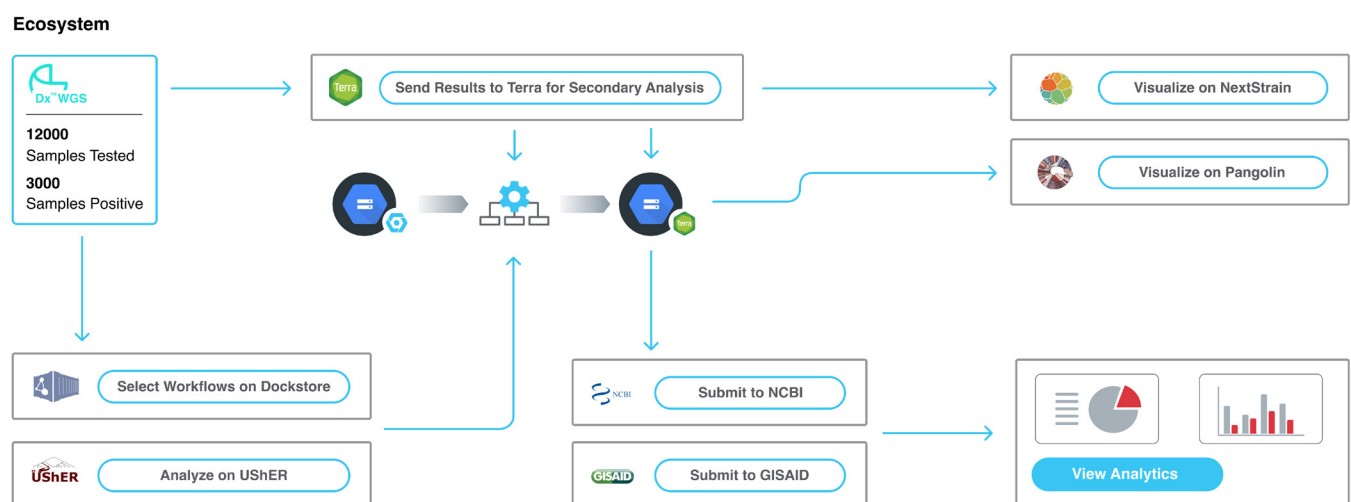 Ecosystem
Dx™WGS
12000
Samples Tested
3000
Samples Positive
Terra
Send Results to Terra for Secondary Analysis
Visualize on NextStrain
Visualize on Pangolin
Terra
Select Workflows on Dockstore
NCBI
Submit to NCBI
UShER
Analyze on UShER
GISAID
Submit to GISAID
View Analytics